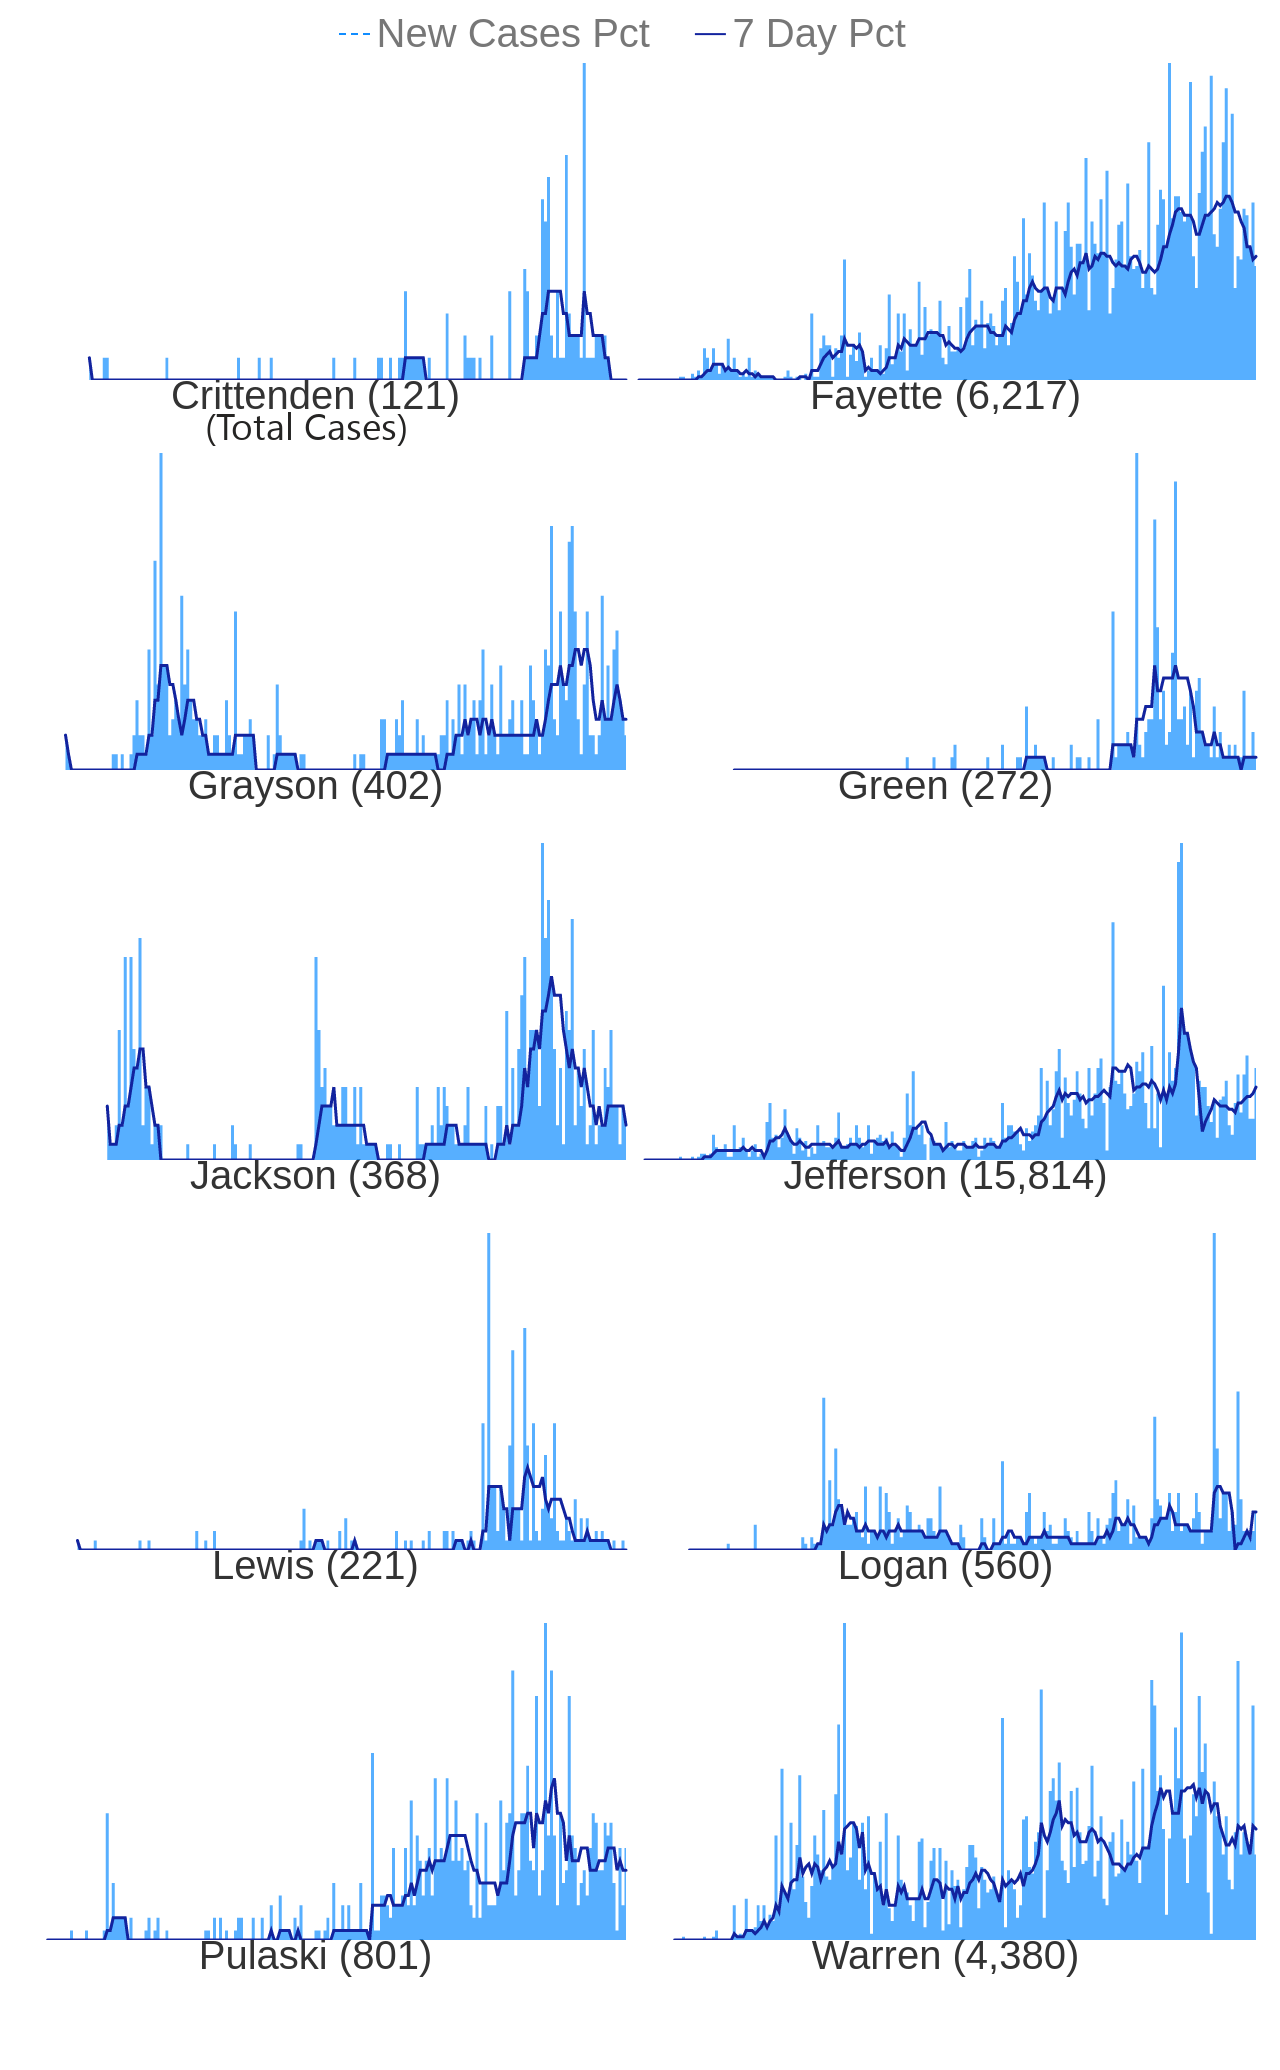 New Cases Pct 7 Day Pct
Crittenden (121) Fayette (6,217)
(Total Cases)
Grayson (402) Green (272)
Jackson (368) Jefferson (15,814)
Lewis (221) Logan (560)
Pulaski (801) Warren (4,380)